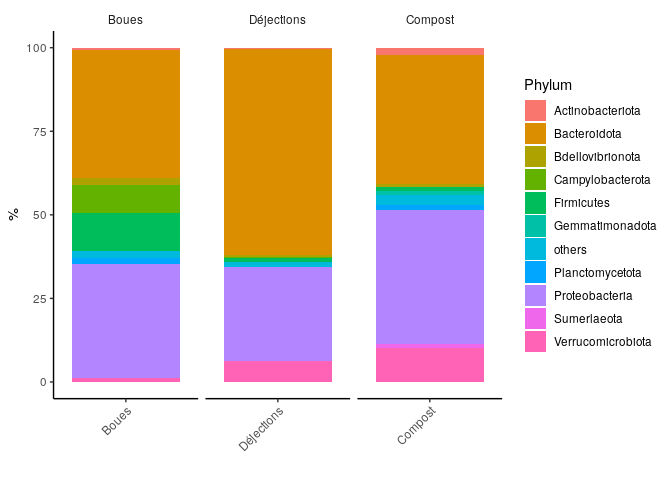 Boues Déjections Compost
100
75
50
25
0
%
Boues Déjections Compost
Phylum
Actinobacteriota
Bacteroidota
Bdellovibrionota
Campylobacterota
Firmicutes
Gemmatimonadota
others
Planctomycetota
Proteobacteria
Sumerlaeota
Verrucomicrobiota